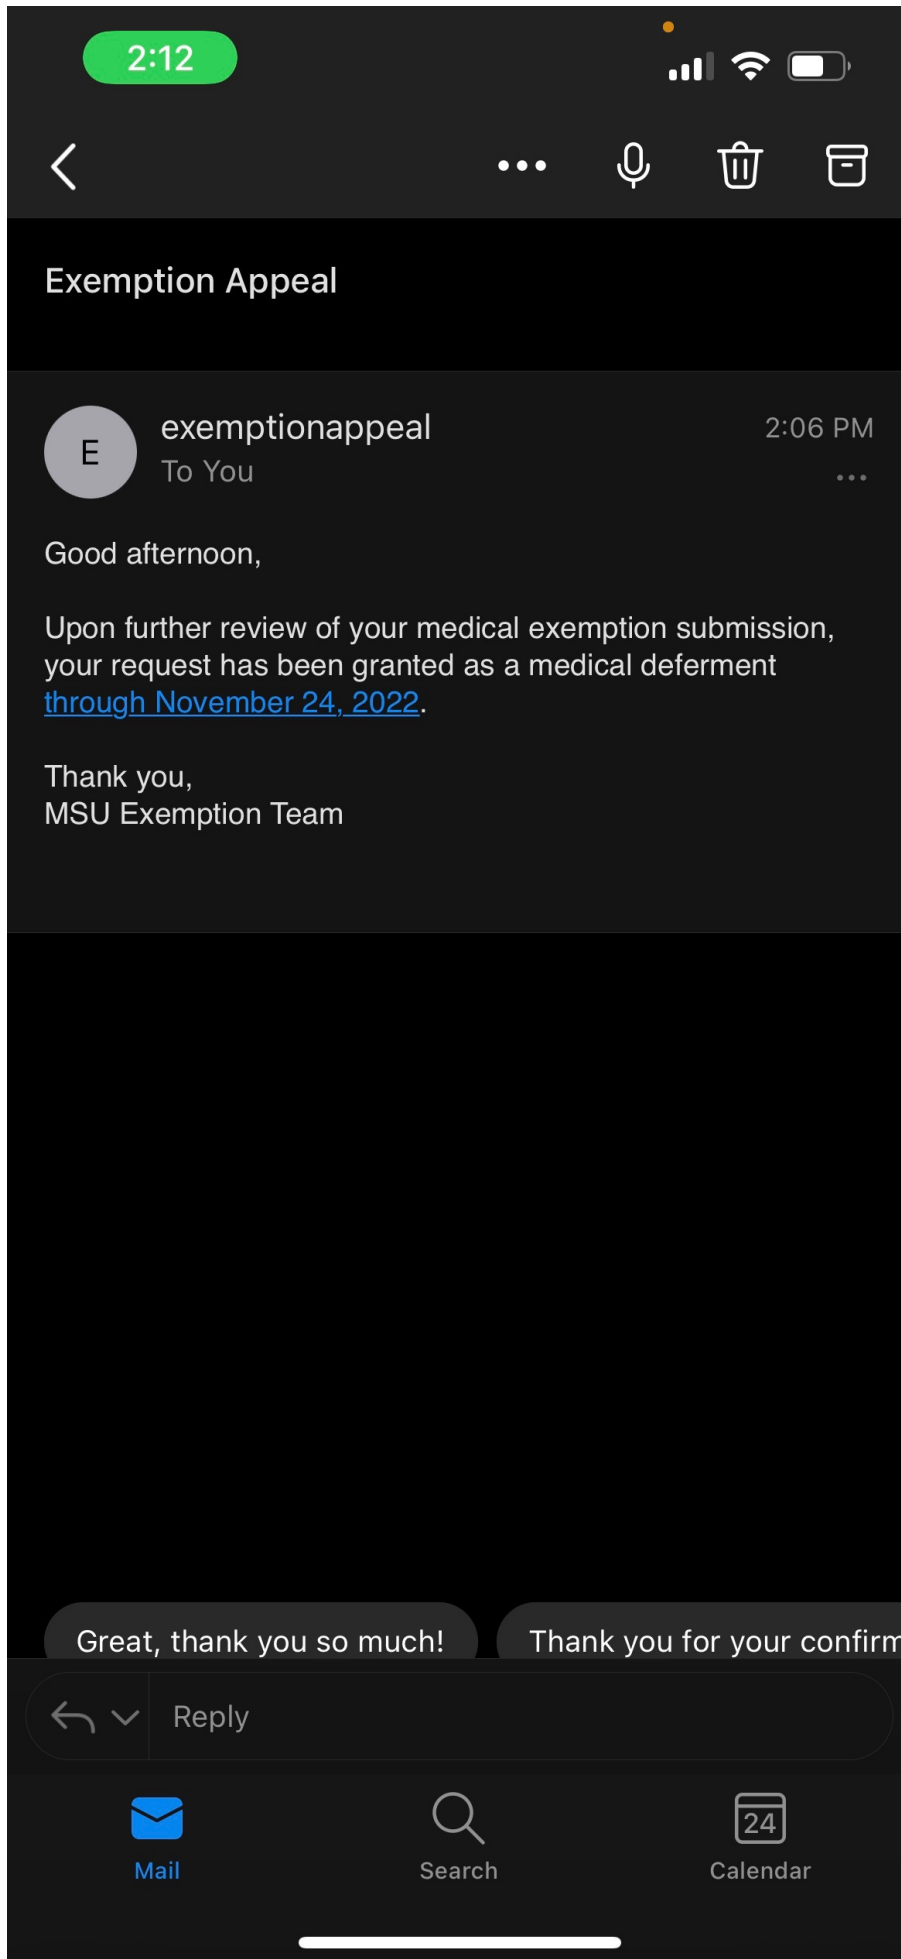 2:12
Exemption Appeal
E
exemptionappeal
2:06 PM
To You
Good afternoon,
Upon further review of your medical exemption submission,
your request has been granted as a medical deferment
through November 24, 2022.
Thank you,
MSU Exemption Team
Great, thank you so much!
Thank you for your confirm
Reply
24
Mail
Search
Calendar